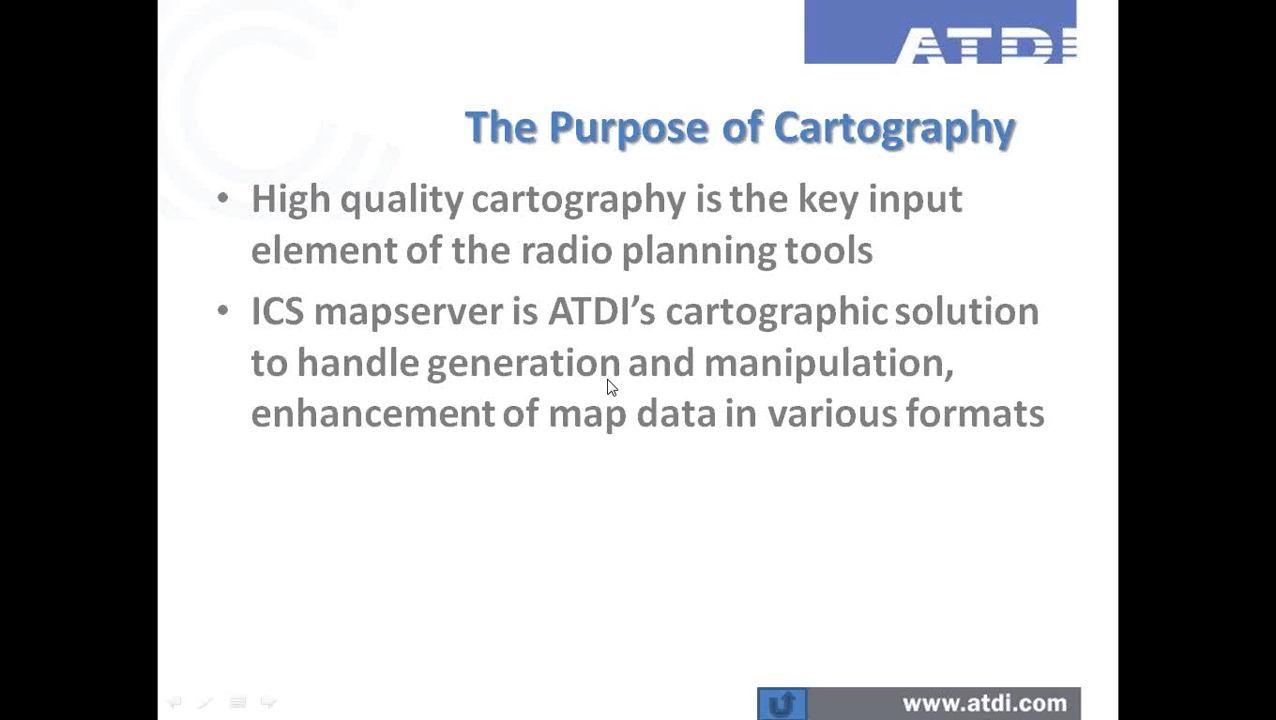 ATDI
The Purpose of Cartography
• High quality cartography is the key input
element of the radio planning tools
• ICS mapserver is ATDI’s cartographic solution
to handle generation and manipulation,
enhancement of map data in various formats
www.atdi.com